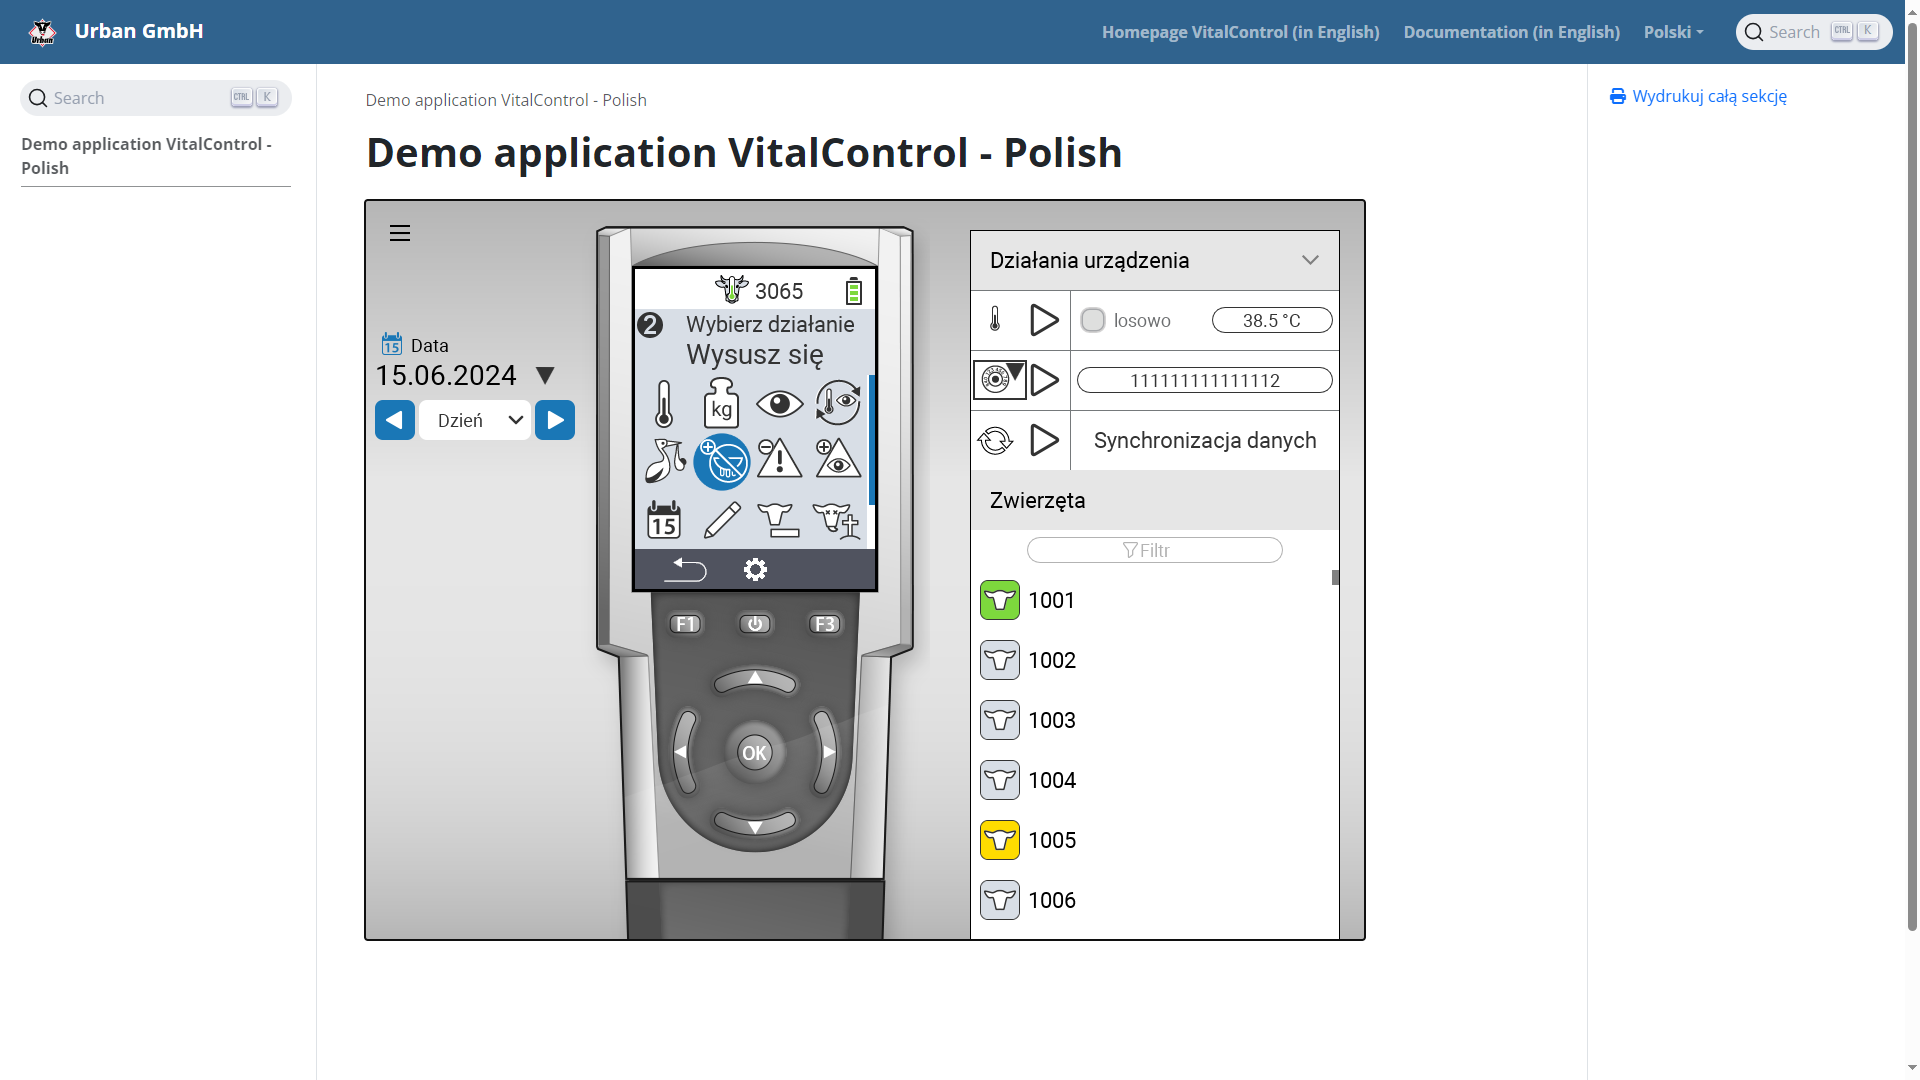 Urban GmbH
Homepage VitalControl (in English)
Documentation (in English)
Polski
Search
CTRL
K
Search
CTRL
K
Demo application VitalControl -
Polish
Demo application VitalControl - Polish
Demo application VitalControl - Polish
Wydrukuj całą sekcję
15
Data
15.06.2024
Dzień
3065
2
Wybierz działanie
Wysusz się
kg
15
F1
F3
OK
Działania urządzenia
losowo
38.5 °C
111111111111112
Synchronizacja danych
Zwierzęta
Filtr
1001
1002
1003
1004
1005
1006